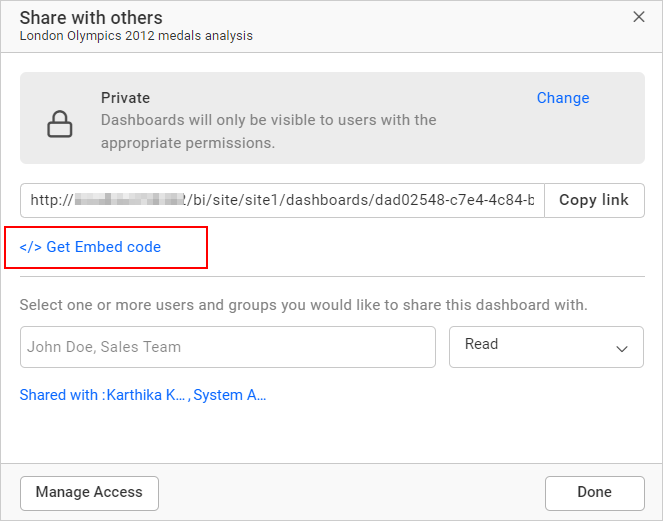 Share with others
London Olympics 2012 medals analysis
Private
Change
Dashboards will only be visible to users with the
appropriate permissions.
http:// /bi/site/site1/dashboards/dad02548-c7e4-4c84-b
Copy link
</> Get Embed code
Select one or more users and groups you would like to share this dashboard with.
John Doe, Sales Team
Read
Shared with :Karthika K... , System A...
Manage Access
Done